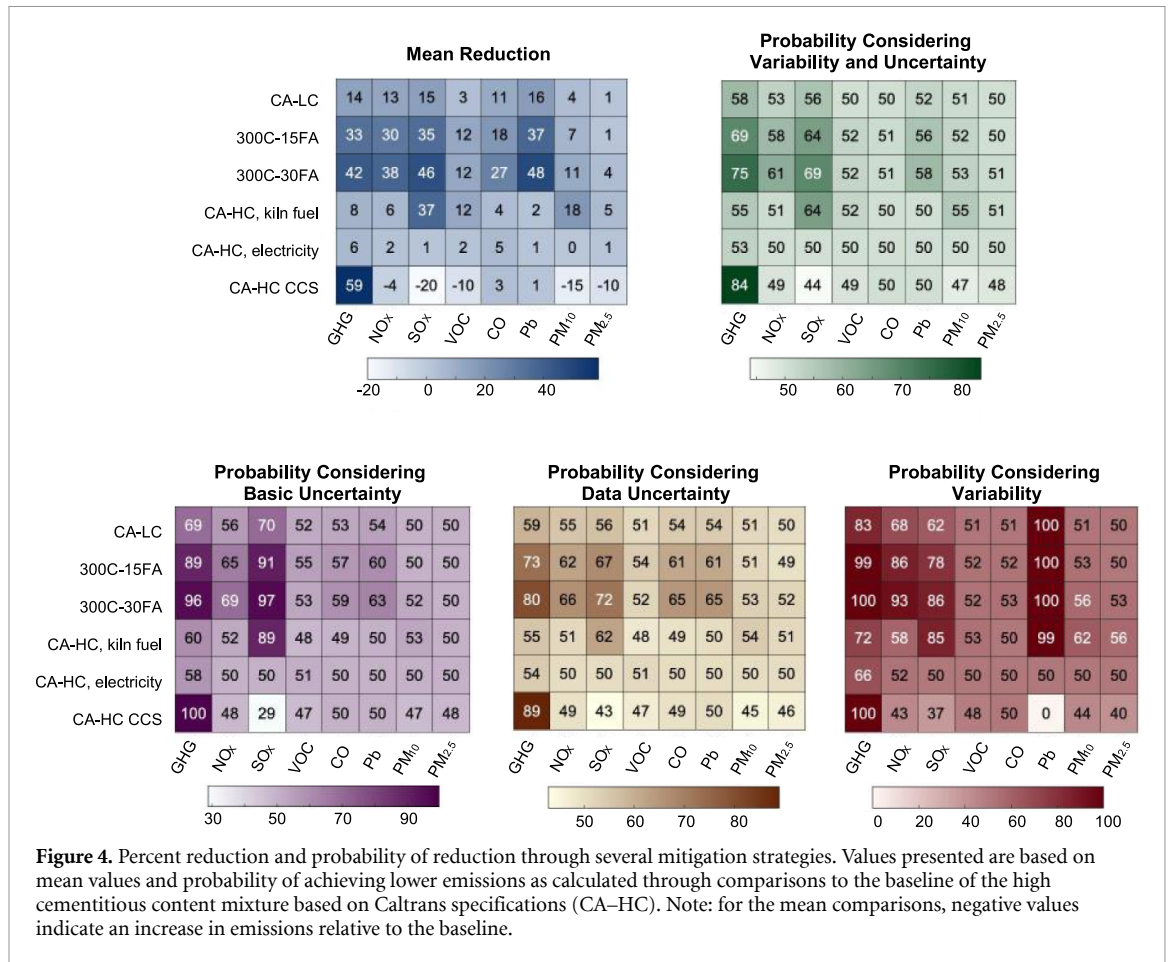 Mean Reduction
CA-LC 14 13 15 3 11 16 4 1
300C-15FA 33 30 35 12 18 37 7 1
300C-30FA 42 38 46 12 27 48 11 4
CA-HC, kiln fuel 8 6 37 12 4 2 18 5
CA-HC, electricity 6 2 1 2 5 1 0 1
CA-HC CCS 59 -4 -20 -10 3 1 -15 -10
GHG NOX SOX VOC CO Pb PM10 PM2.5
-20 0 20 40
Probability Considering
Variability and Uncertainty
58 53 56 50 50 52 51 50
69 58 64 52 51 56 52 50
75 61 69 52 51 58 53 51
55 51 64 52 50 50 55 51
53 50 50 50 50 50 50 50
84 49 44 49 50 50 47 48
GHG NOX SOX VOC CO Pb PM10 PM2.5
50 60 70 80
Probability Considering
Basic Uncertainty
CA-LC 69 56 70 52 53 54 50 50
300C-15FA 89 65 91 55 57 60 50 50
300C-30FA 96 69 97 53 59 63 52 50
CA-HC, kiln fuel 60 52 89 48 49 50 53 50
CA-HC, electricity 58 50 50 51 50 50 50 50
CA-HC CCS 100 48 29 47 50 50 47 48
GHG NOX SOX VOC CO Pb PM10 PM2.5
30 50 70 90
Probability Considering
Data Uncertainty
59 55 56 51 54 54 51 50
73 62 67 54 61 61 51 49
80 66 72 52 65 65 53 52
55 51 62 48 49 50 54 51
54 50 50 51 50 50 50 50
89 49 43 47 49 50 45 46
GHG NOX SOX VOC CO Pb PM10 PM2.5
50 60 70 80
Probability Considering
Variability
83 68 62 51 51 100 51 50
99 86 78 52 52 100 53 50
100 93 86 52 53 100 56 53
72 58 85 53 50 99 62 56
66 52 50 50 50 50 50 50
100 43 37 48 50 0 44 40
GHG NOX SOX VOC CO Pb PM10 PM2.5
0 20 40 60 80 100
Figure 4. Percent reduction and probability of reduction through several mitigation strategies. Values presented are based on
mean values and probability of achieving lower emissions as calculated through comparisons to the baseline of the high
cementitious content mixture based on Caltrans specifications (CA–HC). Note: for the mean comparisons, negative values
indicate an increase in emissions relative to the baseline.